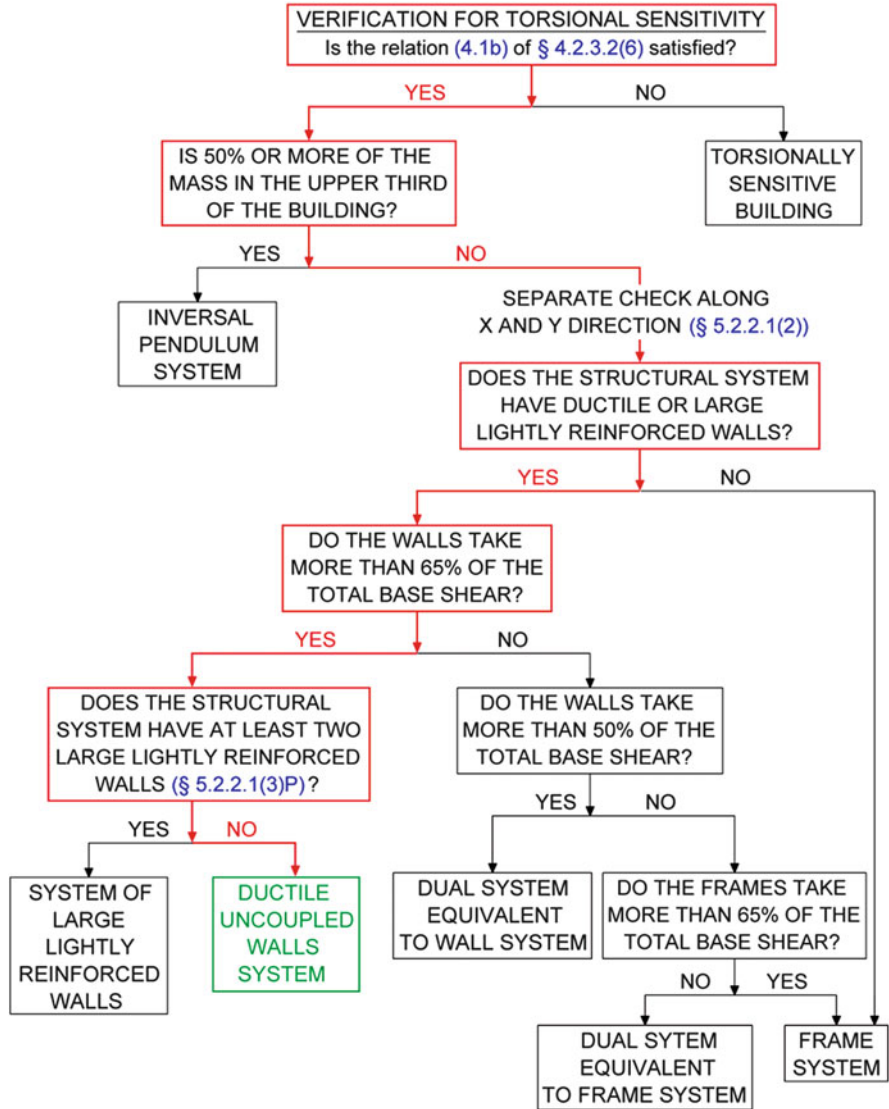 VERIFICATION FOR TORSIONAL SENSITIVITY
Is the relation (4.1b) of § 4.2.3.2(6) satisfied?
YES
NO
IS 50% OR MORE OF THE
MASS IN THE UPPER THIRD
OF THE BUILDING?
TORSIONALLY
SENSITIVE
BUILDING
YES
NO
INVERSAL
PENDULUM
SYSTEM
SEPARATE CHECK ALONG
X AND Y DIRECTION (§ 5.2.2.1(2))
DOES THE STRUCTURAL SYSTEM
HAVE DUCTILE OR LARGE
LIGHTLY REINFORCED WALLS?
YES
NO
DO THE WALLS TAKE
MORE THAN 65% OF THE
TOTAL BASE SHEAR?
YES
NO
DOES THE STRUCTURAL
SYSTEM HAVE AT LEAST TWO
LARGE LIGHTLY REINFORCED
WALLS (§ 5.2.2.1(3)P) ?
DO THE WALLS TAKE
MORE THAN 50% OF THE
TOTAL BASE SHEAR?
YES
NO
YES
NO
SYSTEM OF
LARGE
LIGHTLY
REINFORCED
WALLS
DUCTILE
UNCOUPLED
WALLS
SYSTEM
DUAL SYSTEM
EQUIVALENT
TO WALL SYSTEM
DO THE FRAMES TAKE
MORE THAN 65% OF THE
TOTAL BASE SHEAR?
NO
YES
DUAL SYTEM
EQUIVALENT
TO FRAME SYSTEM
FRAME
SYSTEM